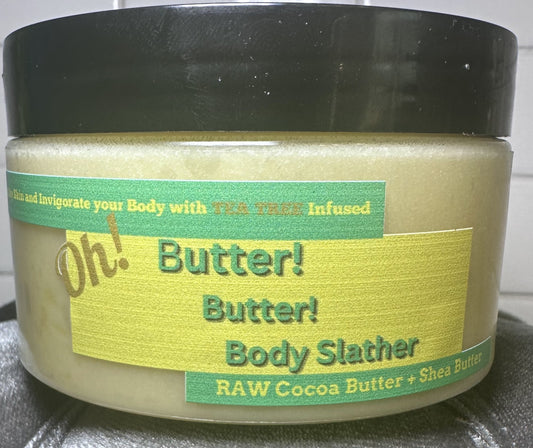 Skin and Invigorate your Body with TEA TREE Infused
Oh!
Butter!
Butter!
Body Slather
RAW Cocoa Butter + Shea Butter